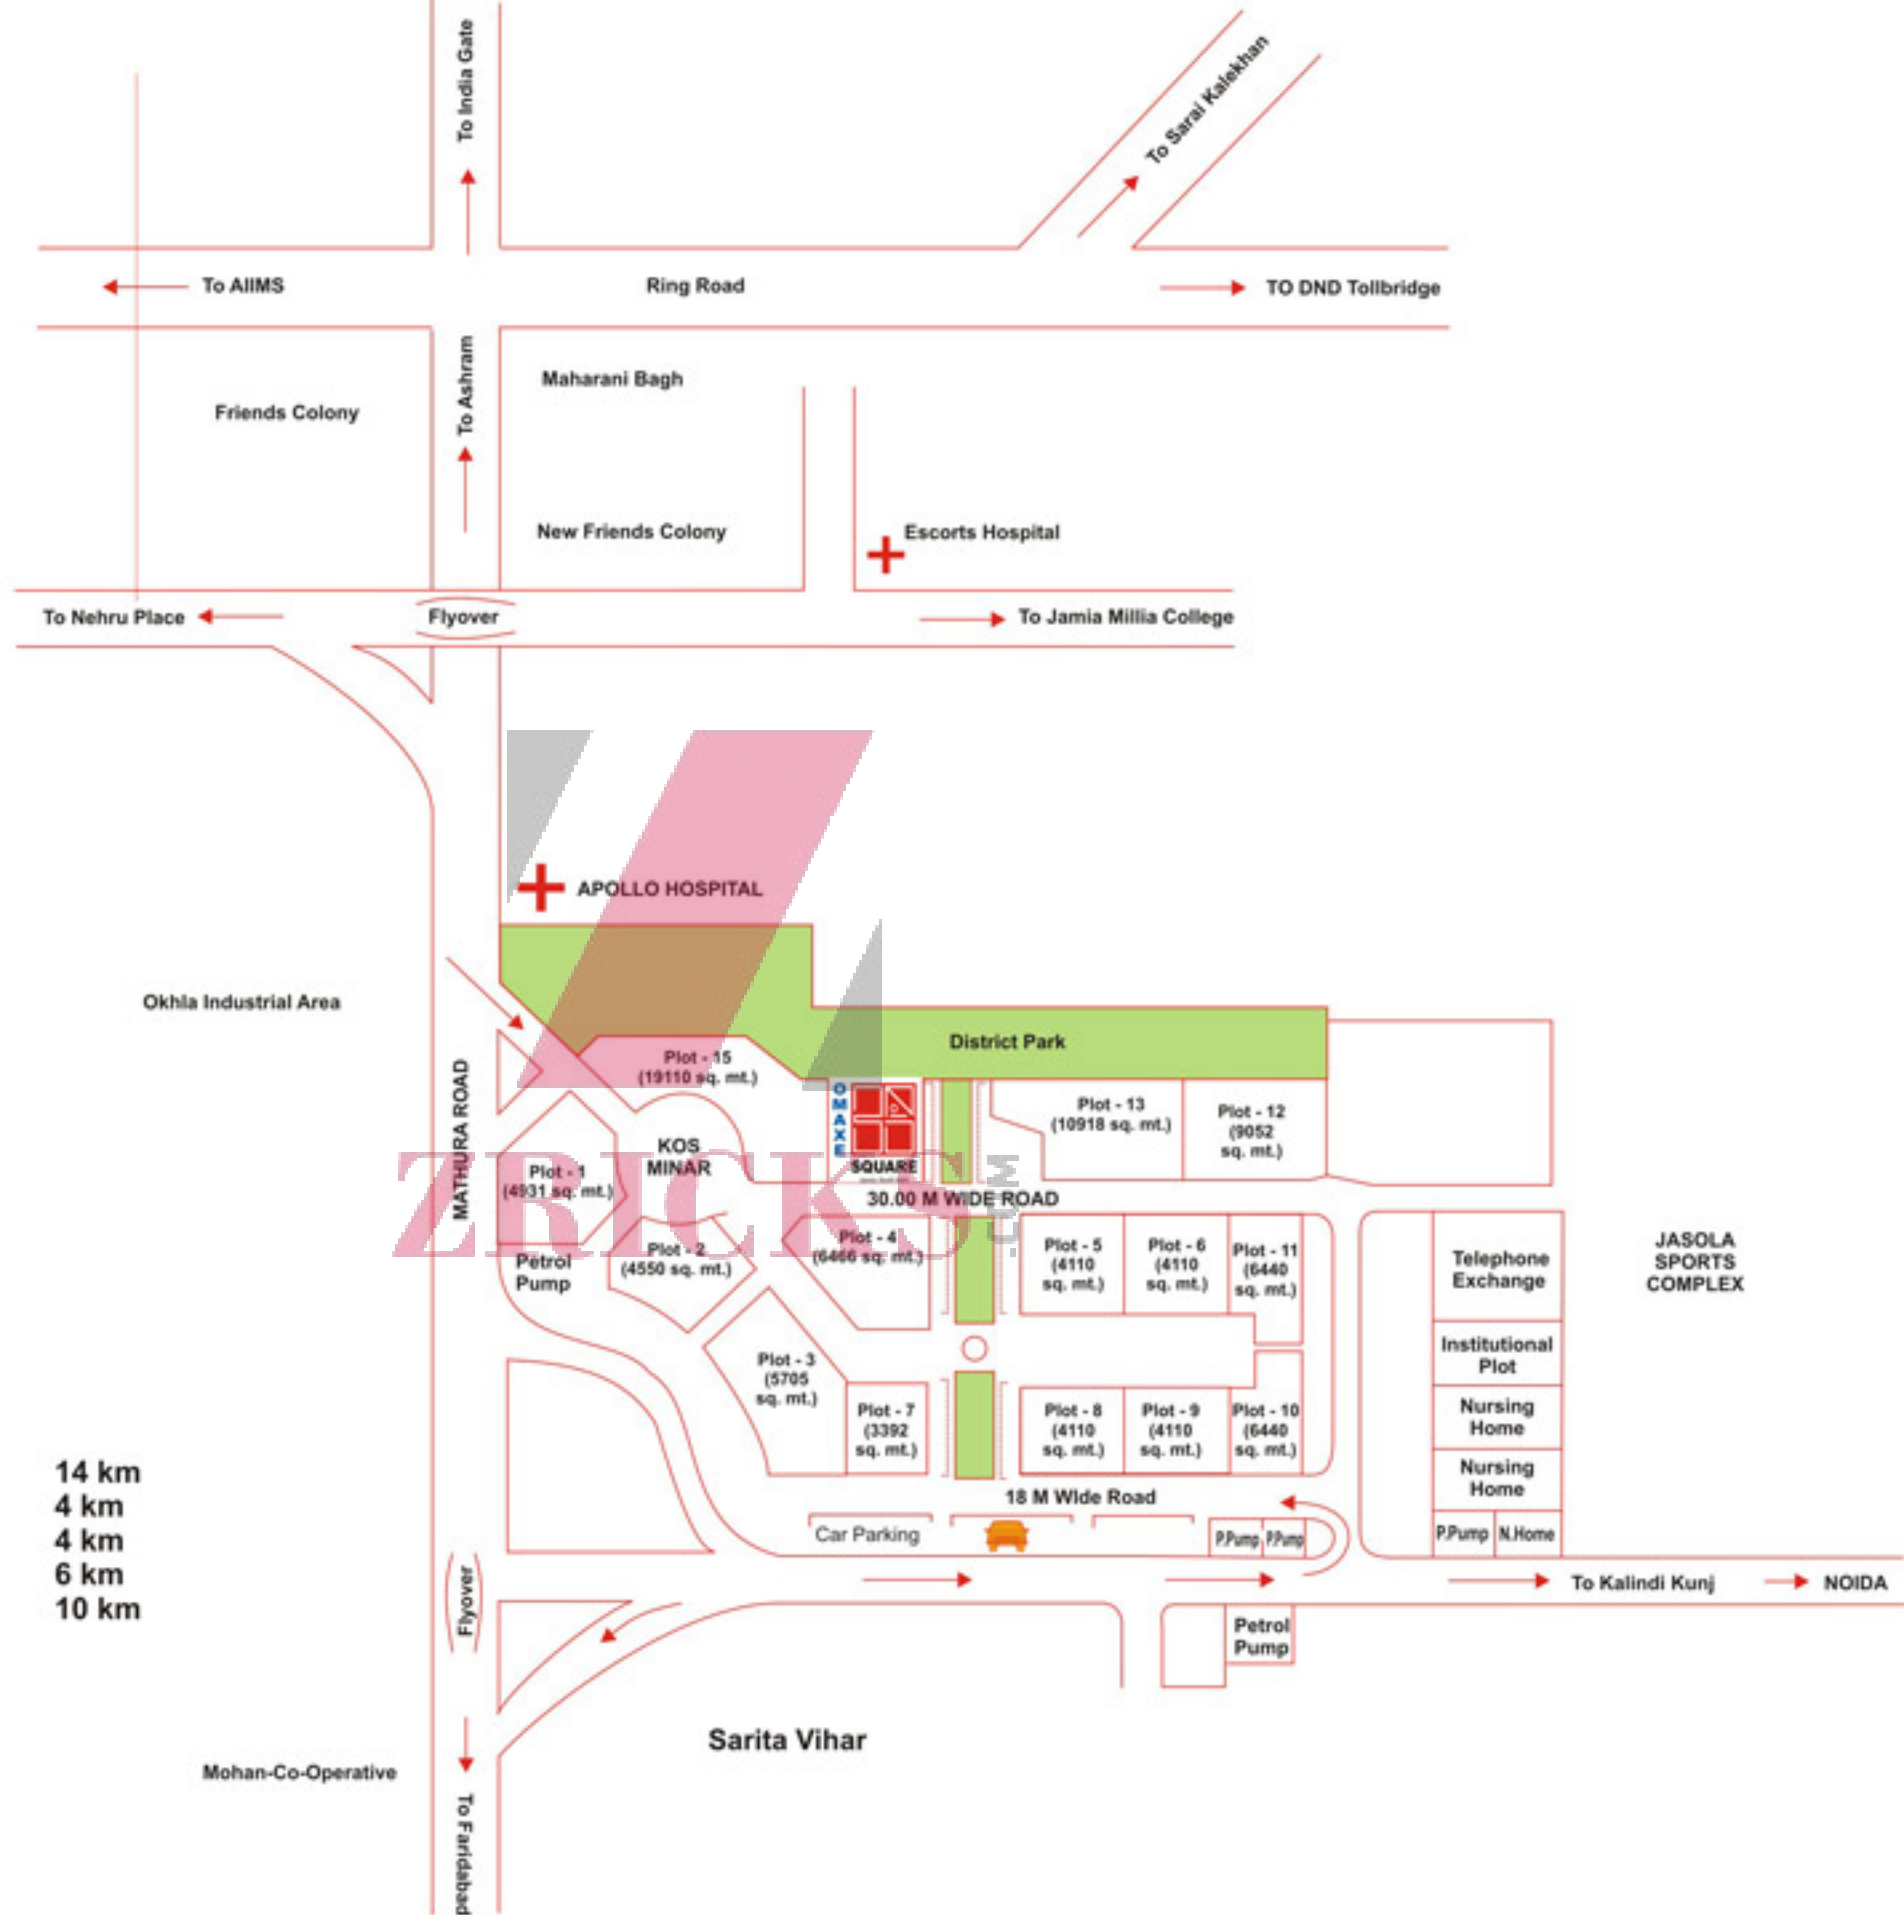 To India Gate
To Sarai Kalekhan
To AIIMS
Ring Road
TO DND Tollbridge
To Ashram
Maharani Bagh
Friends Colony
New Friends Colony
Escorts Hospital
To Nehru Place
Flyover
To Jamia Millia College
APOLLO HOSPITAL
Okhla Industrial Area
District Park
MATHURA ROAD
Plot - 15
(19110 sq. mt.)
OMAXE
SQUARE
Plot - 13
(10918 sq. mt.)
Plot - 12
(9052
sq. mt.)
KOS
MINAR
Plot - 1
(4931 sq. mt.)
ZRICKS
.COM
30.00 M WIDE ROAD
Petrol
Pump
Plot - 2
(4550 sq. mt.)
Plot - 4
(6466 sq. mt.)
Plot - 5
(4110
sq. mt.)
Plot - 6
(4110
sq. mt.)
Plot - 11
(6440
sq. mt.)
Telephone
Exchange
JASOLA
SPORTS
COMPLEX
Institutional
Plot
Plot - 3
(5705
sq. mt.)
Plot - 7
(3392
sq. mt.)
Plot - 8
(4110
sq. mt.)
Plot - 9
(4110
sq. mt.)
Plot - 10
(6440
sq. mt.)
Nursing
Home
Nursing
Home
14 km
4 km
4 km
6 km
10 km
18 M WIde Road
Car Parking
P.Pump
P.Pump
P.Pump
N.Home
Flyover
To Kalindi Kunj
NOIDA
Petrol
Pump
Sarita Vihar
Mohan-Co-Operative
To Faridabad